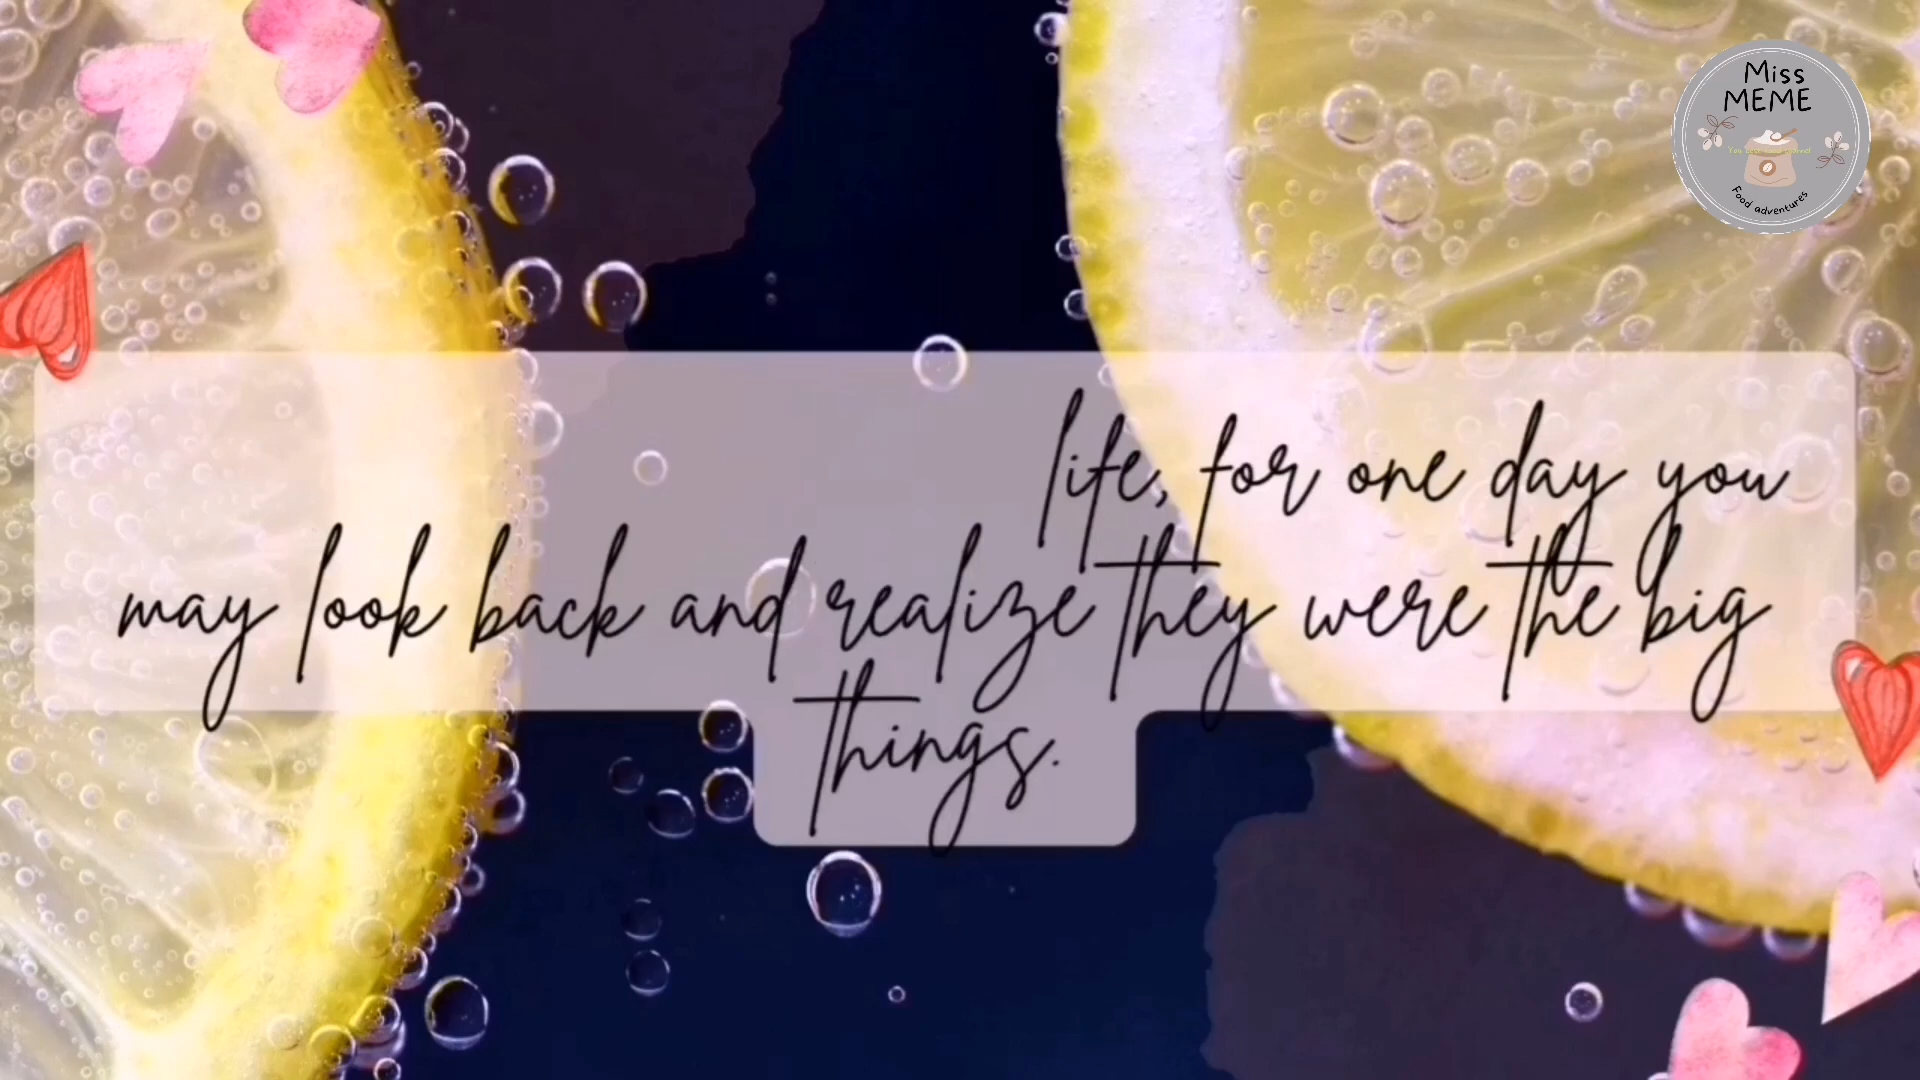 Miss
MEME
Food adventures
life, for one day you
may look back and realize they were the big
things.